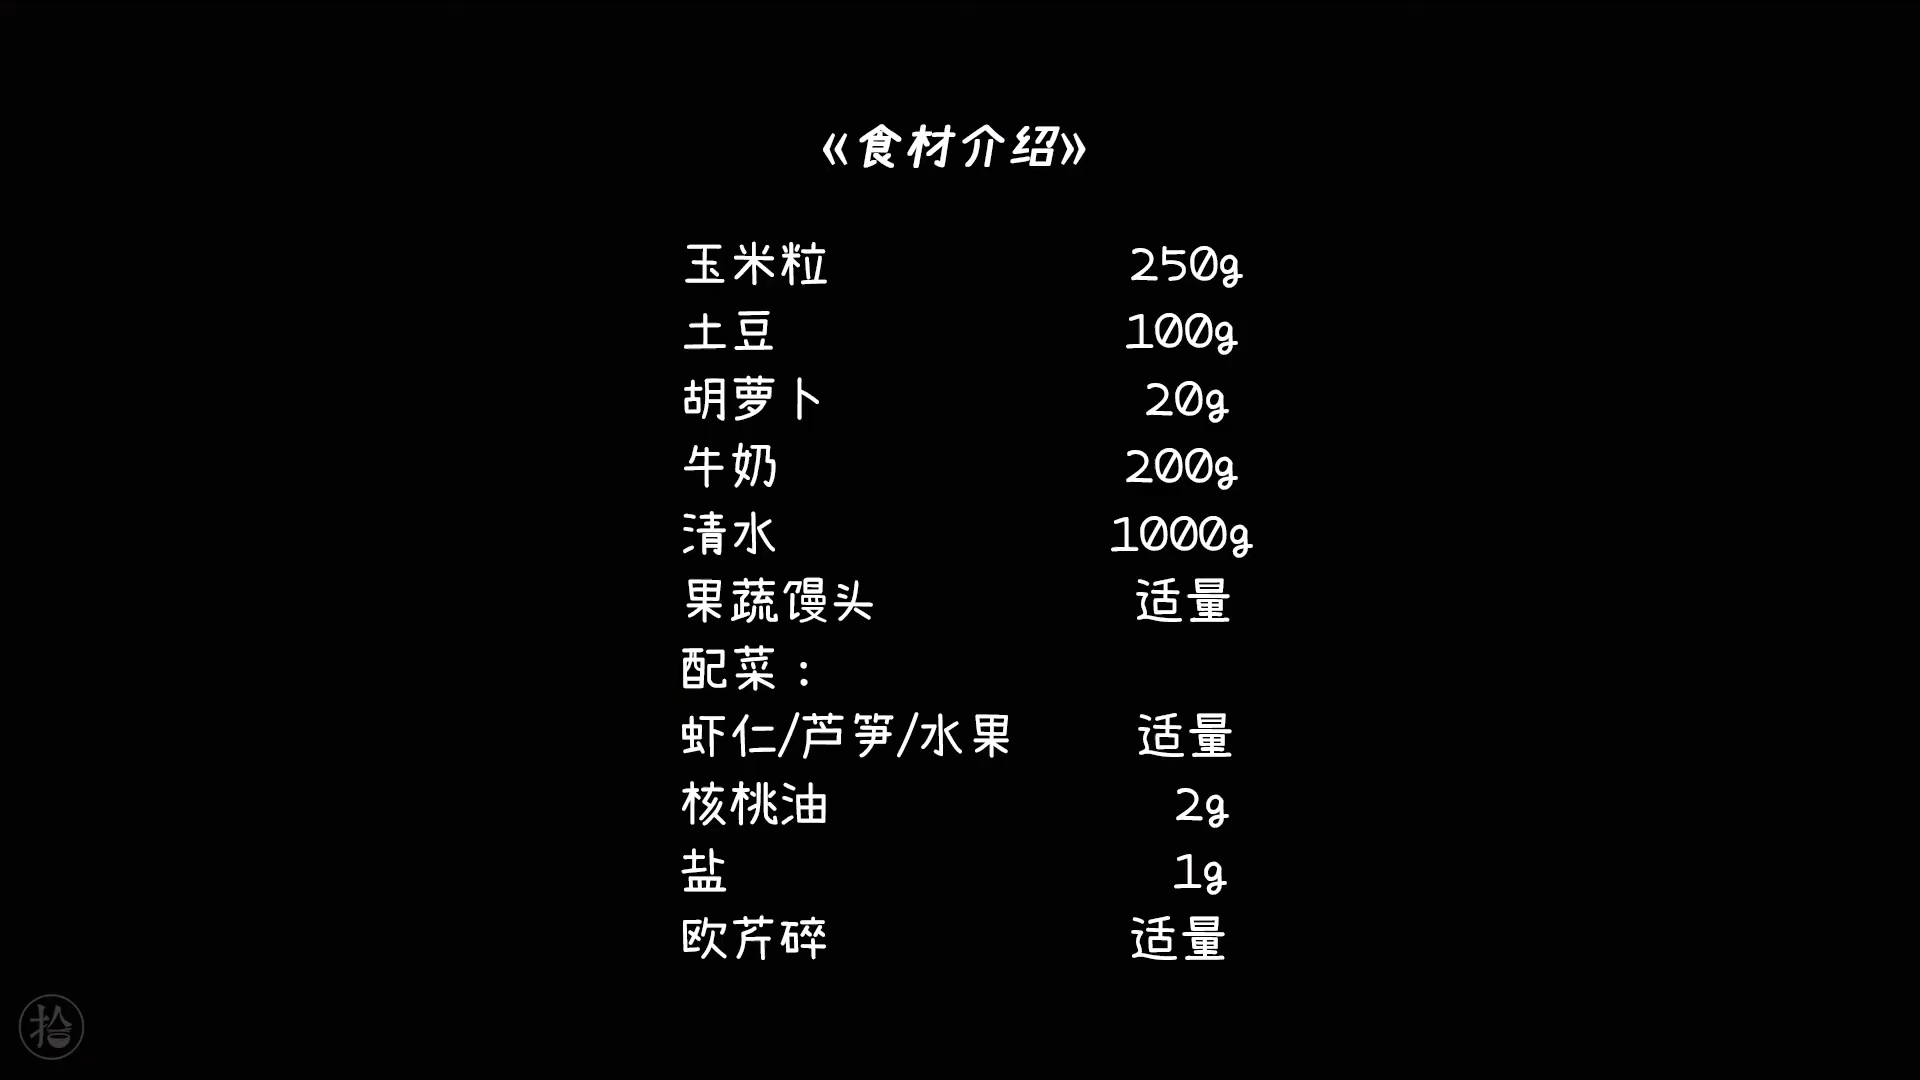 《食材介绍》
玉米粒 250g
土豆 100g
胡萝卜 20g
牛奶 200g
清水 1000g
果蔬馒头 适量
配菜：
虾仁/芦笋/水果 适量
核桃油 2g
盐 1g
欧芹碎 适量
拾